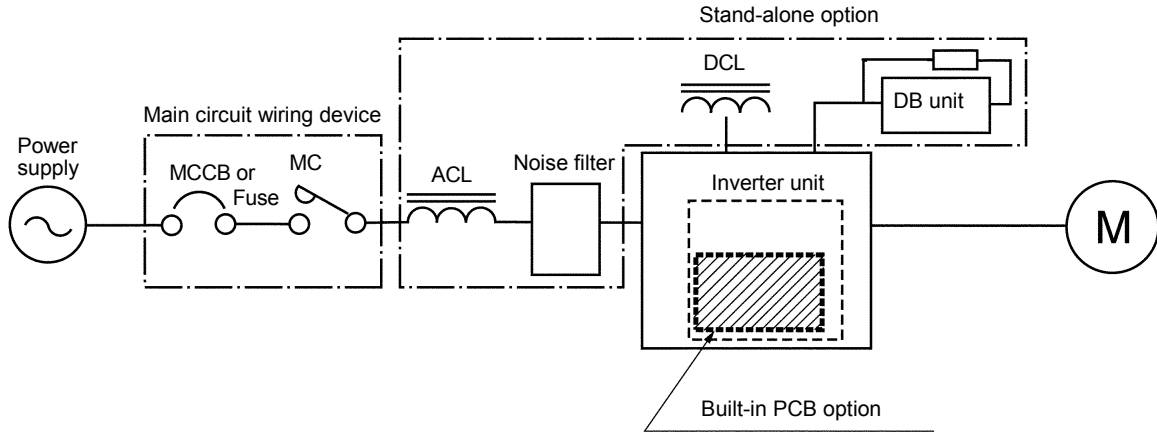 Stand-alone option
DCL
DB unit
Main circuit wiring device
Power
supply
MCCB or
Fuse
MC
ACL
Noise filter
Inverter unit
M
Built-in PCB option